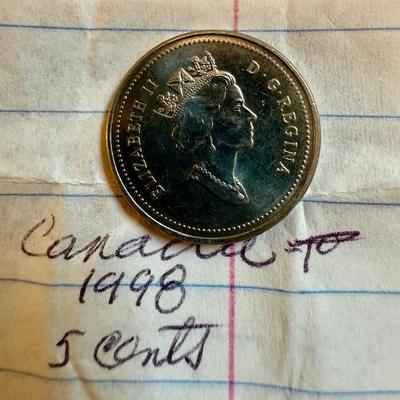 ELIZABETH II D·G·REGINA
Canada
1998
5 cents